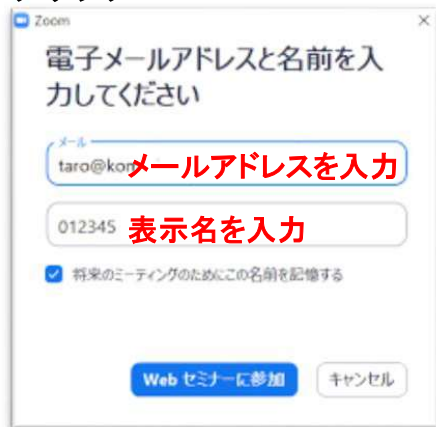 Zoom
電子メールアドレスと名前を入
力してください
メール
taro@kom
メールアドレスを入力
012345 表示名を入力
将来のミーティングのためにこの名前を記憶する
Web セミナーに参加 キャンセル